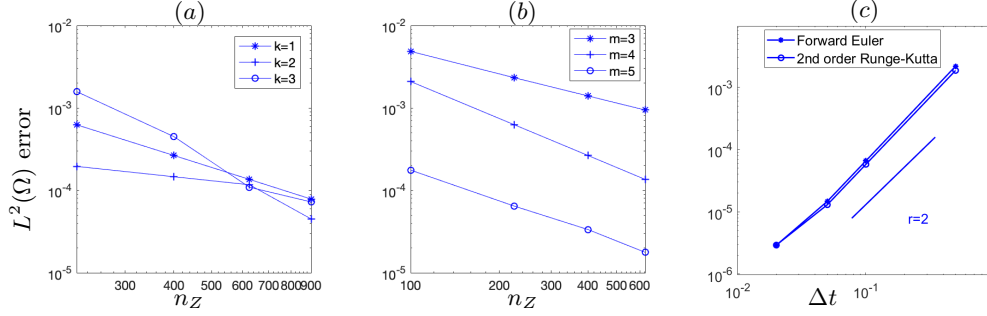 (a)
(b)
(c)
L²(Ω) error
10⁻²
10⁻³
10⁻⁴
10⁻⁵
k=1
k=2
k=3
300 400 500 600 700 800 900
n_Z
10⁻²
10⁻³
10⁻⁴
10⁻⁵
m=3
m=4
m=5
100 200 300 400 500 600
n_Z
Forward Euler
2nd order Runge-Kutta
10⁻³
10⁻⁴
10⁻⁵
10⁻⁶
r=2
10⁻² 10⁻¹
Δt